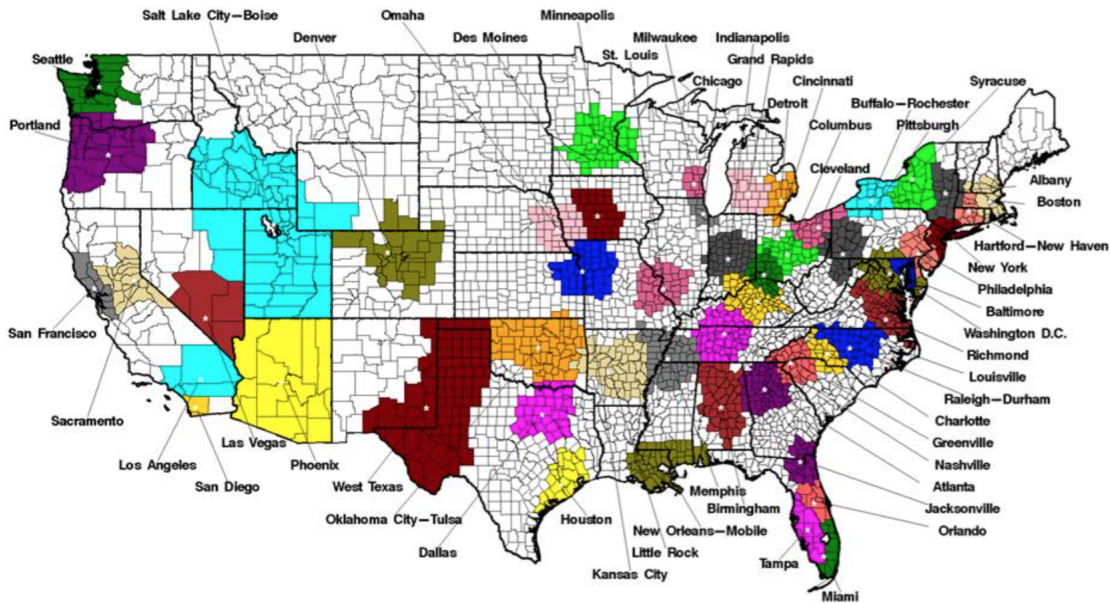 Salt Lake City–Boise
Omaha
Minneapolis
Denver
Des Moines
Milwaukee
Indianapolis
St. Louis
Grand Rapids
Seattle
Chicago
Cincinnati
Syracuse
Detroit
Buffalo–Rochester
Portland
Columbus
Pittsburgh
Cleveland
Albany
Boston
Hartford–New Haven
New York
Philadelphia
Baltimore
San Francisco
Washington D.C.
Richmond
Louisville
Raleigh–Durham
Sacramento
Charlotte
Las Vegas
Greenville
Los Angeles
Phoenix
Nashville
San Diego
West Texas
Atlanta
Memphis
Birmingham
Jacksonville
Oklahoma City–Tulsa
Houston
New Orleans–Mobile
Orlando
Dallas
Little Rock
Tampa
Kansas City
Miami